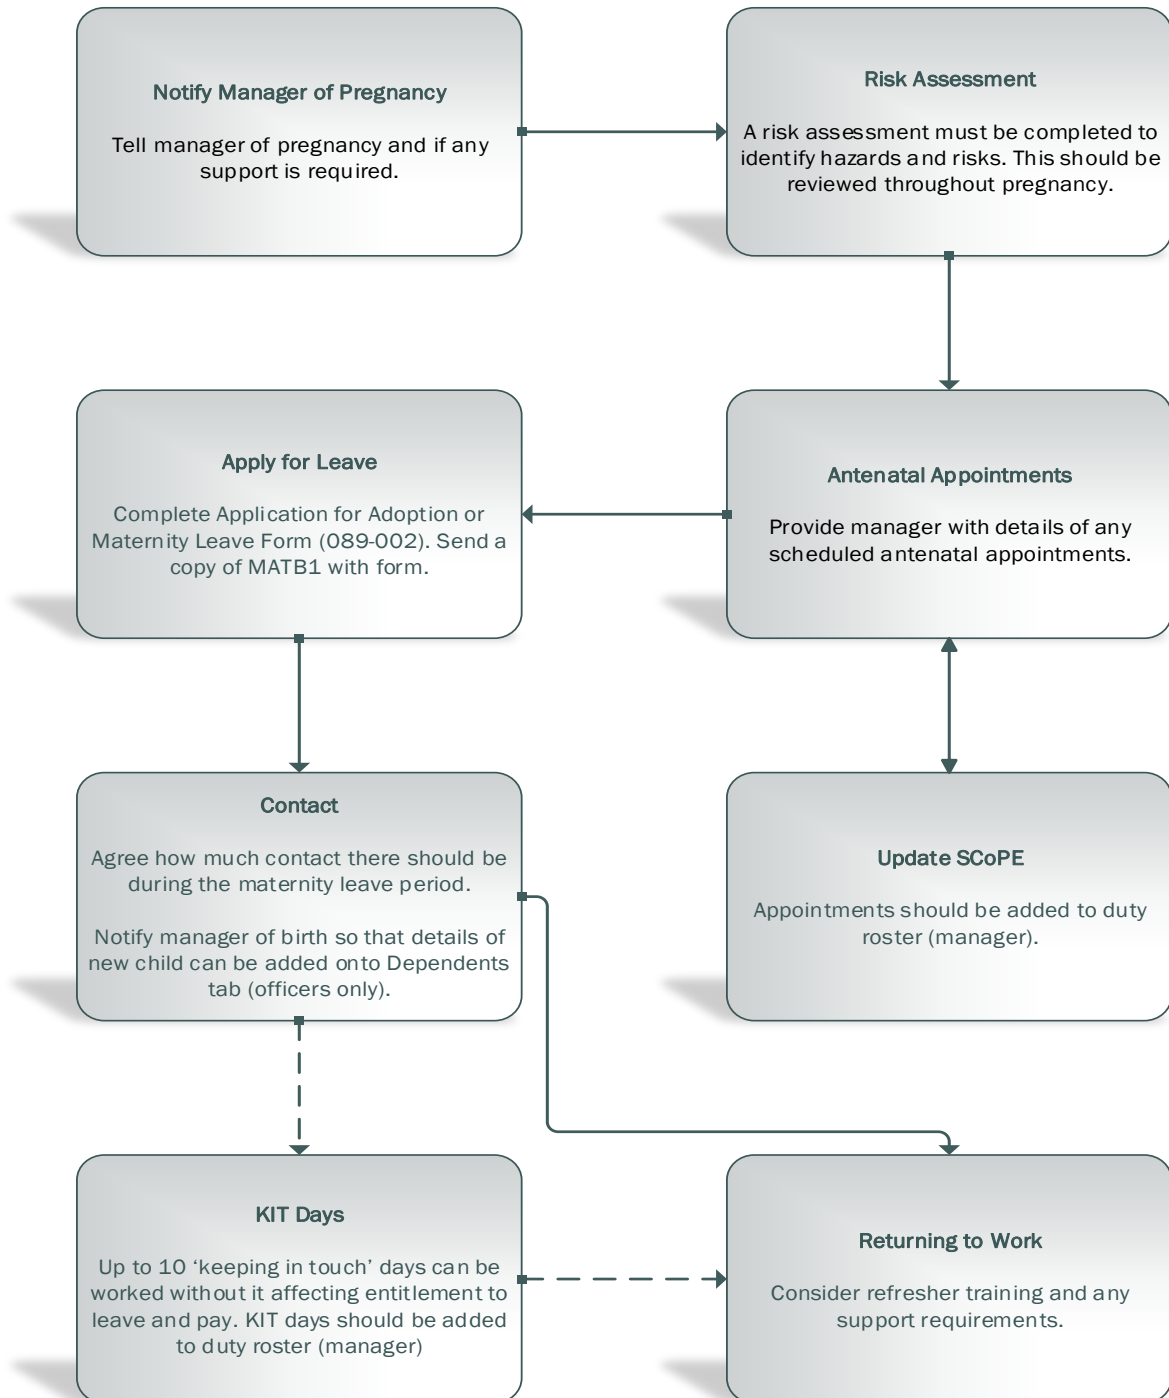 Notify Manager of Pregnancy
Tell manager of pregnancy and if any
support is required.
Risk Assessment
A risk assessment must be completed to
identify hazards and risks. This should be
reviewed throughout pregnancy.
Apply for Leave
Complete Application for Adoption or
Maternity Leave Form (089-002). Send a
copy of MATB1 with form.
Antenatal Appointments
Provide manager with details of any
scheduled antenatal appointments.
Contact
Agree how much contact there should be
during the maternity leave period.
Notify manager of birth so that details of
new child can be added onto Dependents
tab (officers only).
Update SCoPE
Appointments should be added to duty
roster (manager).
KIT Days
Up to 10 ‘keeping in touch’ days can be
worked without it affecting entitlement to
leave and pay. KIT days should be added
to duty roster (manager)
Returning to Work
Consider refresher training and any
support requirements.